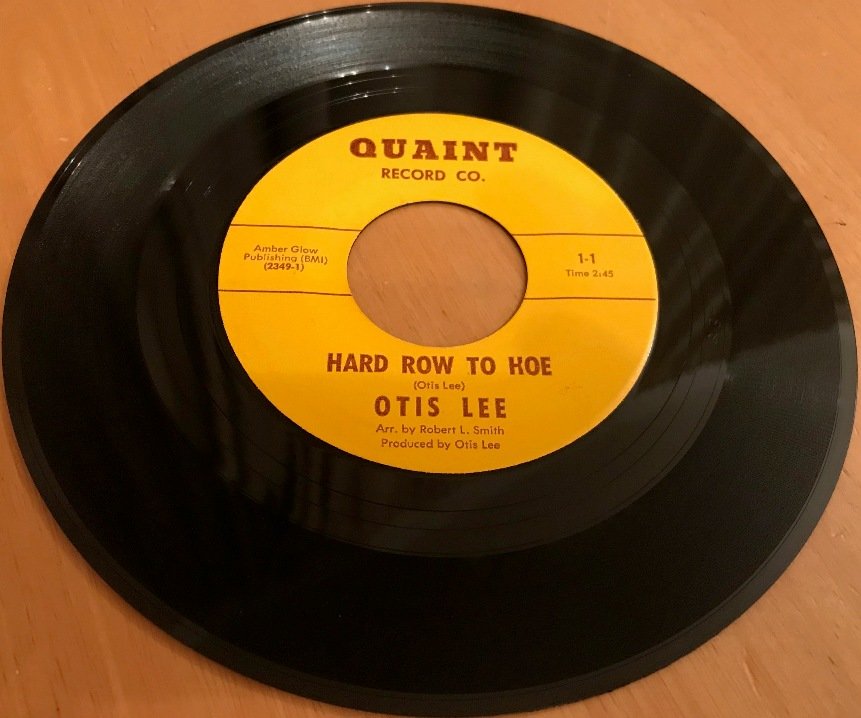 QUAINT
RECORD CO.
Amber Glow
Publishing (BMI)
(2349-1)
1-1
Time 2:45
HARD ROW TO HOE
(Otis Lee)
OTIS LEE
Arr. by Robert L. Smith
Produced by Otis Lee